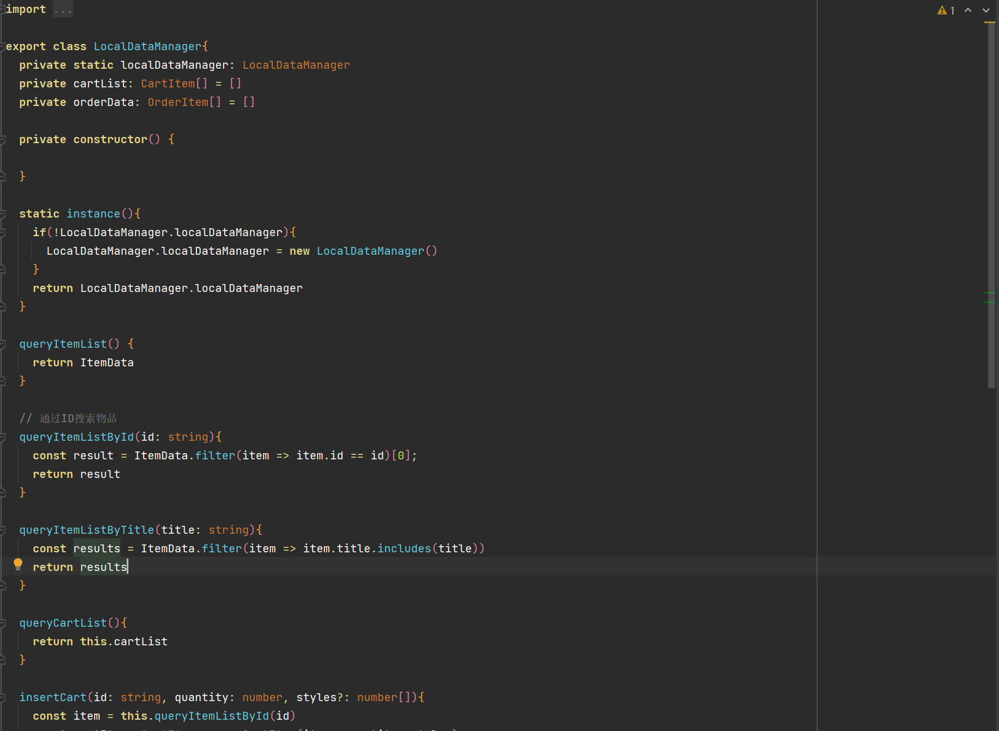 import ...
export class LocalDataManager{
private static localDataManager: LocalDataManager
private cartList: CartItem[] = []
private orderData: OrderItem[] = []
private constructor() {
}
static instance(){
if(!LocalDataManager.localDataManager){
LocalDataManager.localDataManager = new LocalDataManager()
}
return LocalDataManager.localDataManager
}
queryItemList() {
return ItemData
}
// 通过ID搜索物品
queryItemListById(id: string){
const result = ItemData.filter(item => item.id == id)[0];
return result
}
queryItemListByTitle(title: string){
const results = ItemData.filter(item => item.title.includes(title))
return results
}
queryCartList(){
return this.cartList
}
insertCart(id: string, quantity: number, styles?: number[]){
const item = this.queryItemListById(id)
1